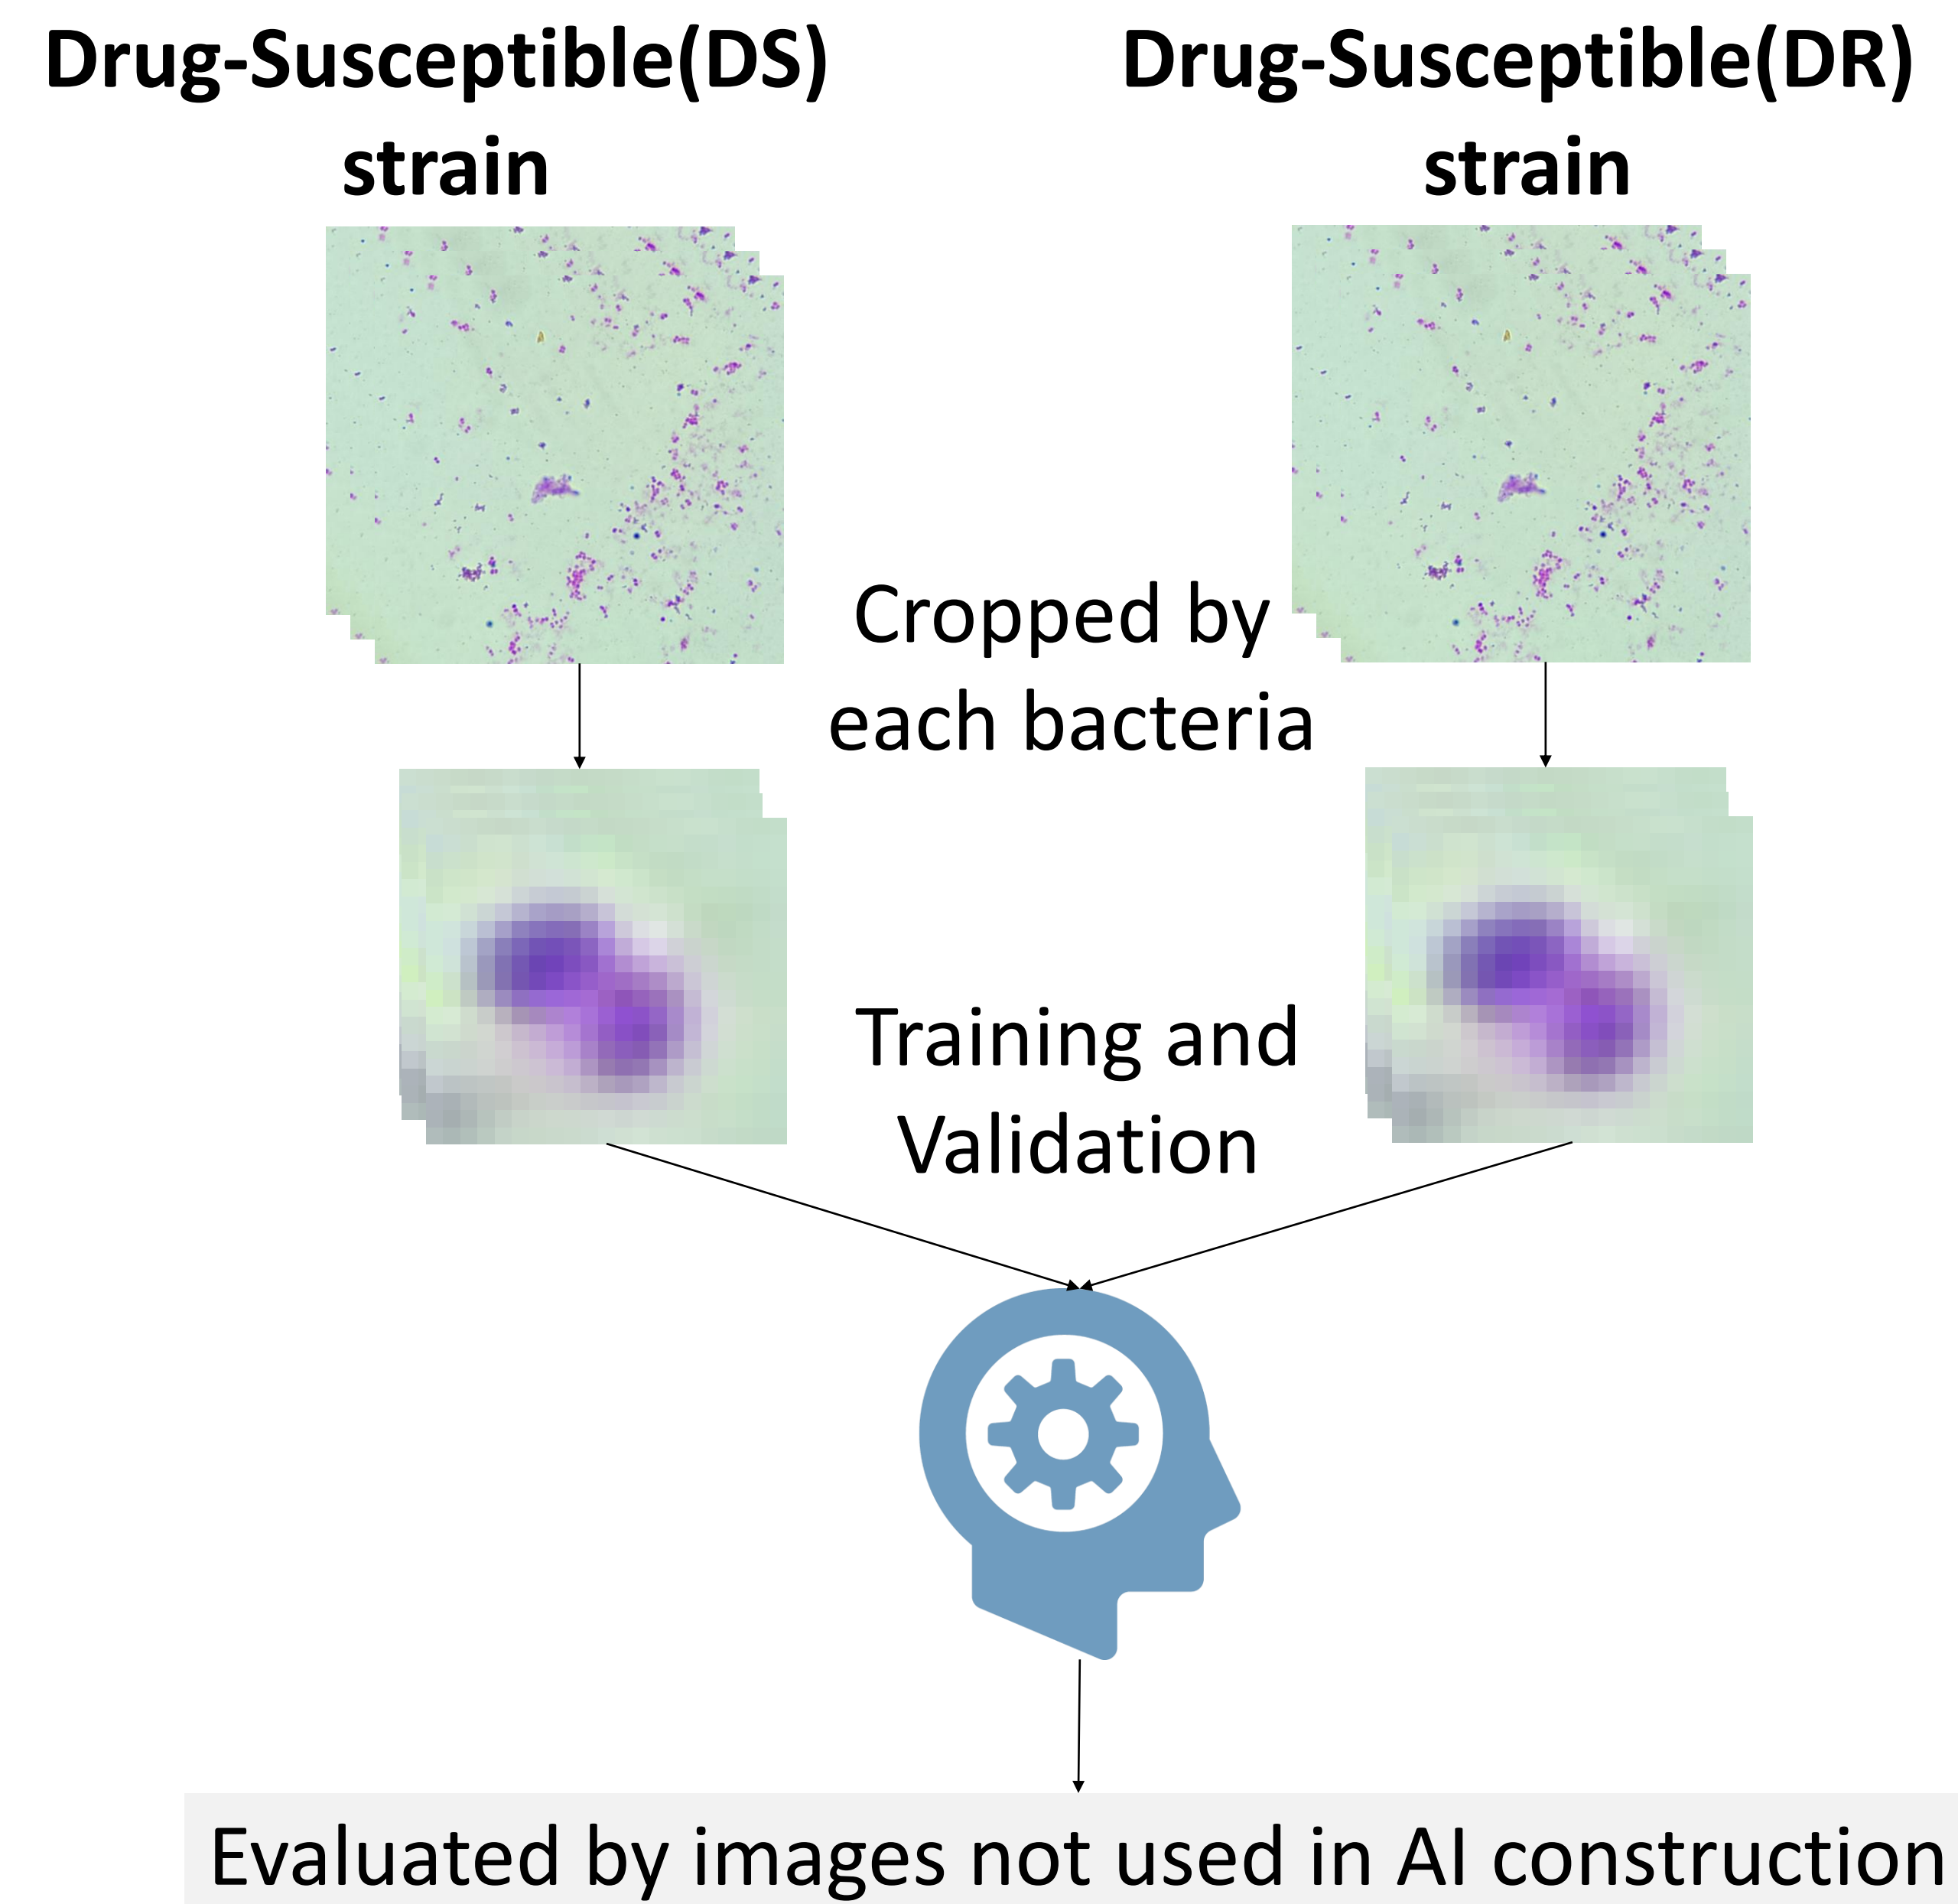 Drug-Susceptible(DS)
strain
Drug-Susceptible(DR)
strain
Cropped by
each bacteria
Training and
Validation
Evaluated by images not used in AI construction